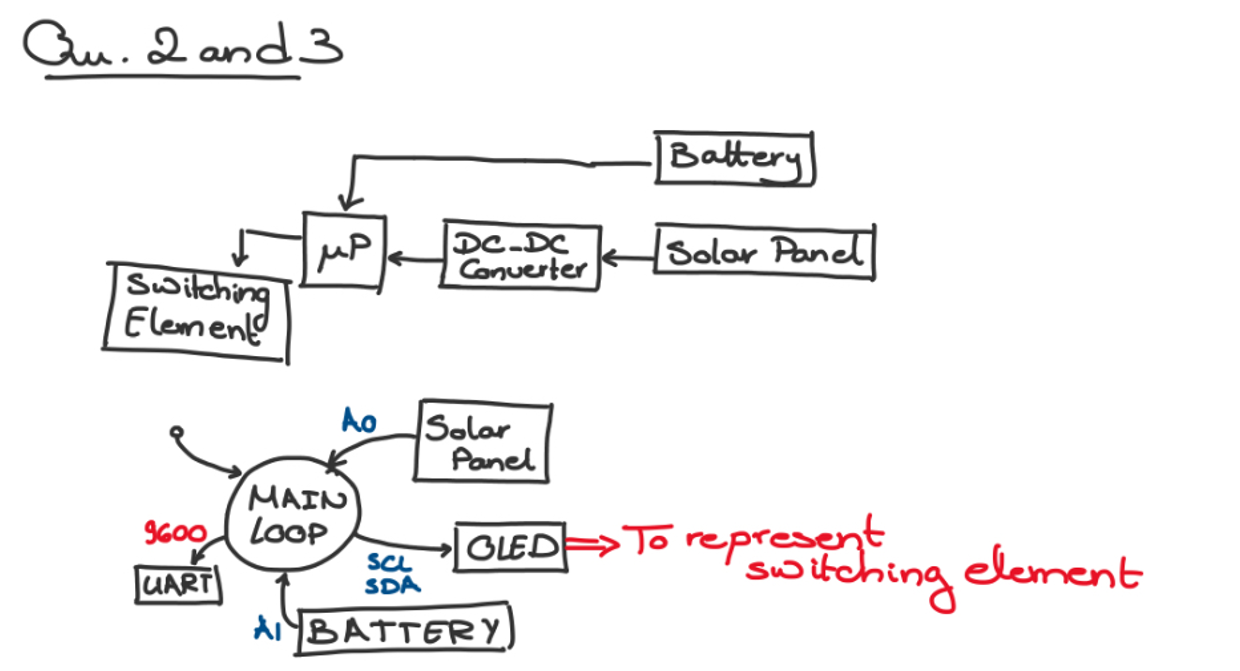 Qu. 2 and 3
Battery
μP
DC-DC
Converter
Solar Panel
Switching
Element
A0
Solar
Panel
MAIN
LOOP
9600
UART
SCL
SDA
OLED
To represent
switching element
A1
BATTERY